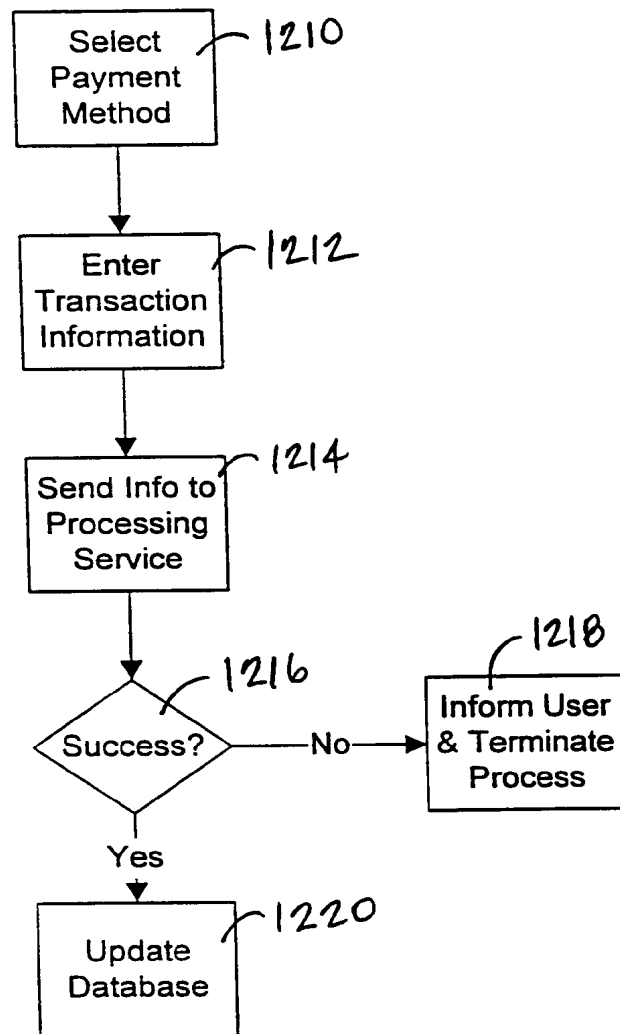 Select
Payment
Method
1210
Enter
Transaction
Information
1212
Send Info to
Processing
Service
1214
Success?
1216
No
Inform User
& Terminate
Process
1218
Yes
Update
Database
1220